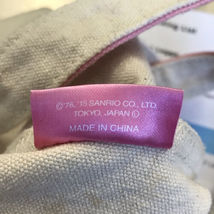 ©'76, '15 SANRIO CO., LTD.
TOKYO, JAPAN Ⓛ
MADE IN CHINA